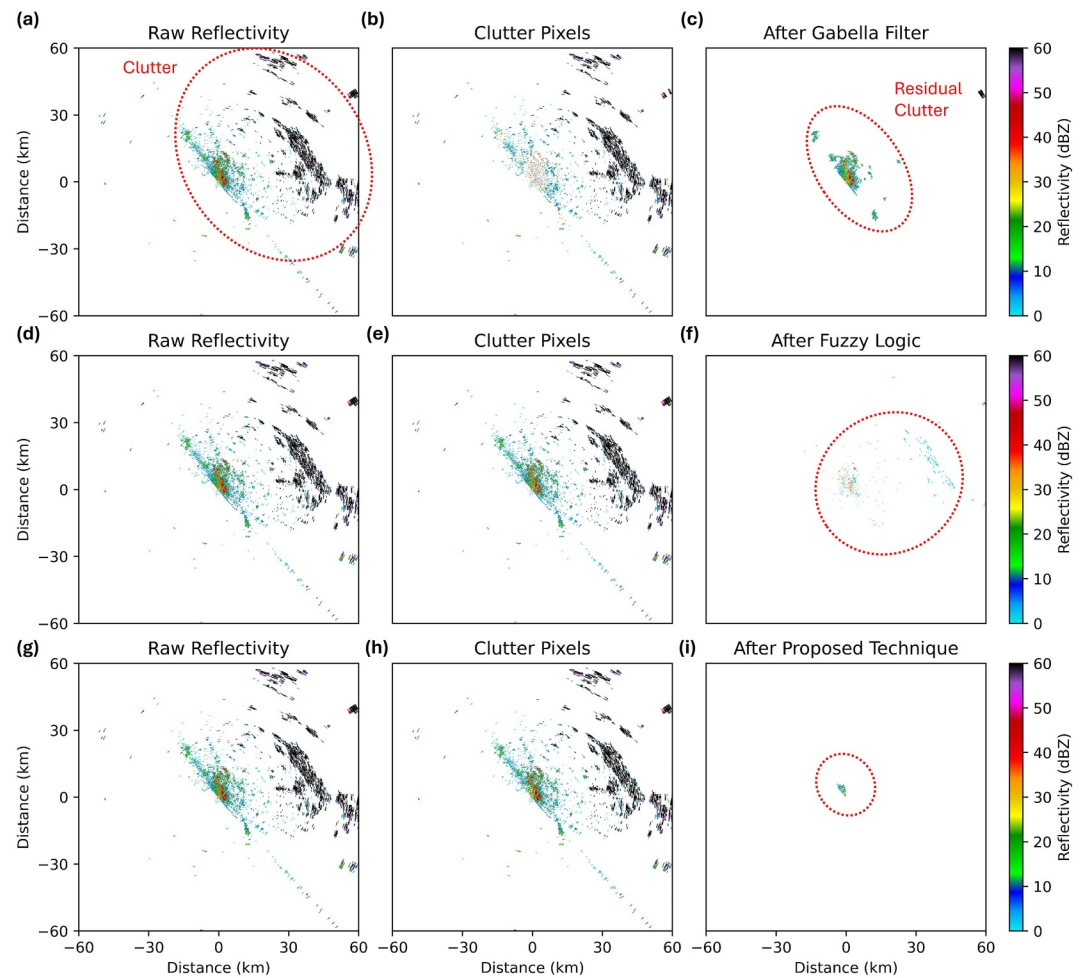 (a)
Raw Reflectivity
(b)
Clutter Pixels
(c)
After Gabella Filter
60
30
0
−30
−60
Distance (km)
Clutter
Residual
Clutter
60
50
40
30
20
10
0
Reflectivity (dBZ)
(d)
Raw Reflectivity
(e)
Clutter Pixels
(f)
After Fuzzy Logic
60
30
0
−30
−60
Distance (km)
60
50
40
30
20
10
0
Reflectivity (dBZ)
(g)
Raw Reflectivity
(h)
Clutter Pixels
(i)
After Proposed Technique
60
30
0
−30
−60
Distance (km)
60
50
40
30
20
10
0
Reflectivity (dBZ)
−60 −30 0 30 60
Distance (km)
−30 0 30 60
Distance (km)
−60 −30 0 30 60
Distance (km)